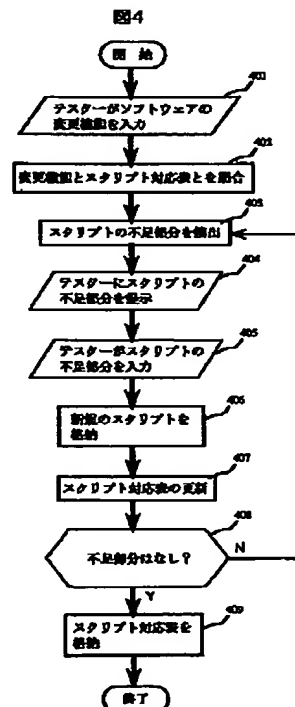 図4
開 始
401
テスターがソフトウェアの
変更機能を入力
402
変更機能とスクリプト対応表とを照合
403
スクリプトの不足部分を摘出
404
テスターにスクリプトの
不足部分を提示
405
テスターがスクリプトの
不足部分を入力
406
新規のスクリプトを
格納
407
スクリプト対応表の更新
408
不足部分はなし?
N
Y
409
スクリプト対応表を
格納
終了